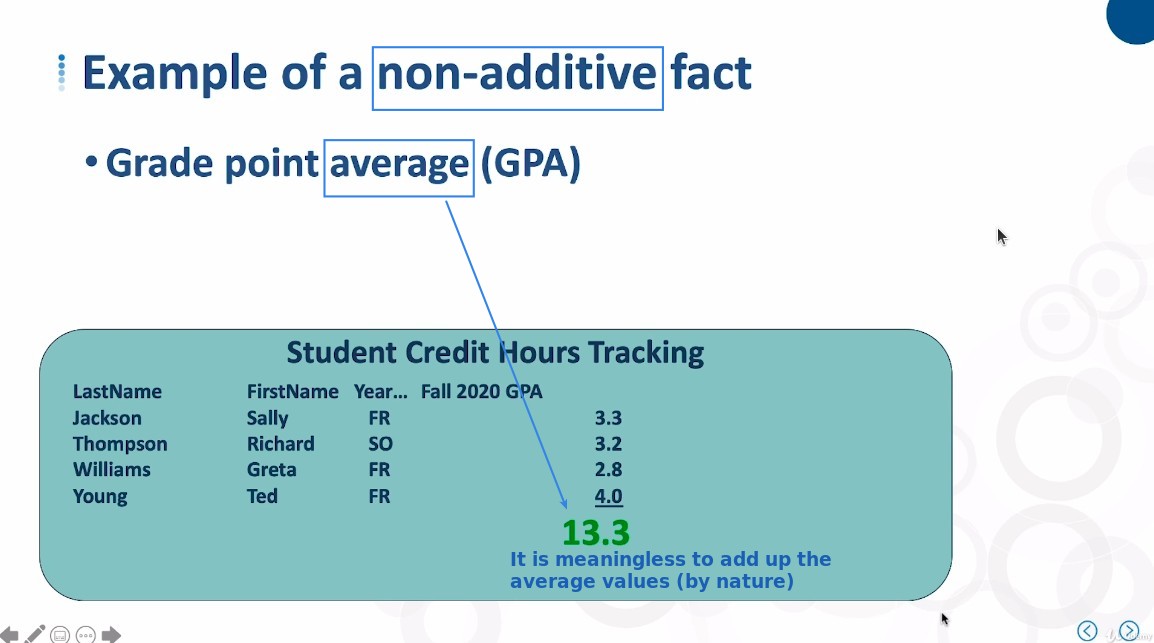 Example of a non-additive fact
• Grade point average (GPA)
Student Credit Hours Tracking
LastName FirstName Year... Fall 2020 GPA
Jackson Sally FR 3.3
Thompson Richard SO 3.2
Williams Greta FR 2.8
Young Ted FR 4.0
13.3
It is meaningless to add up the
average values (by nature)